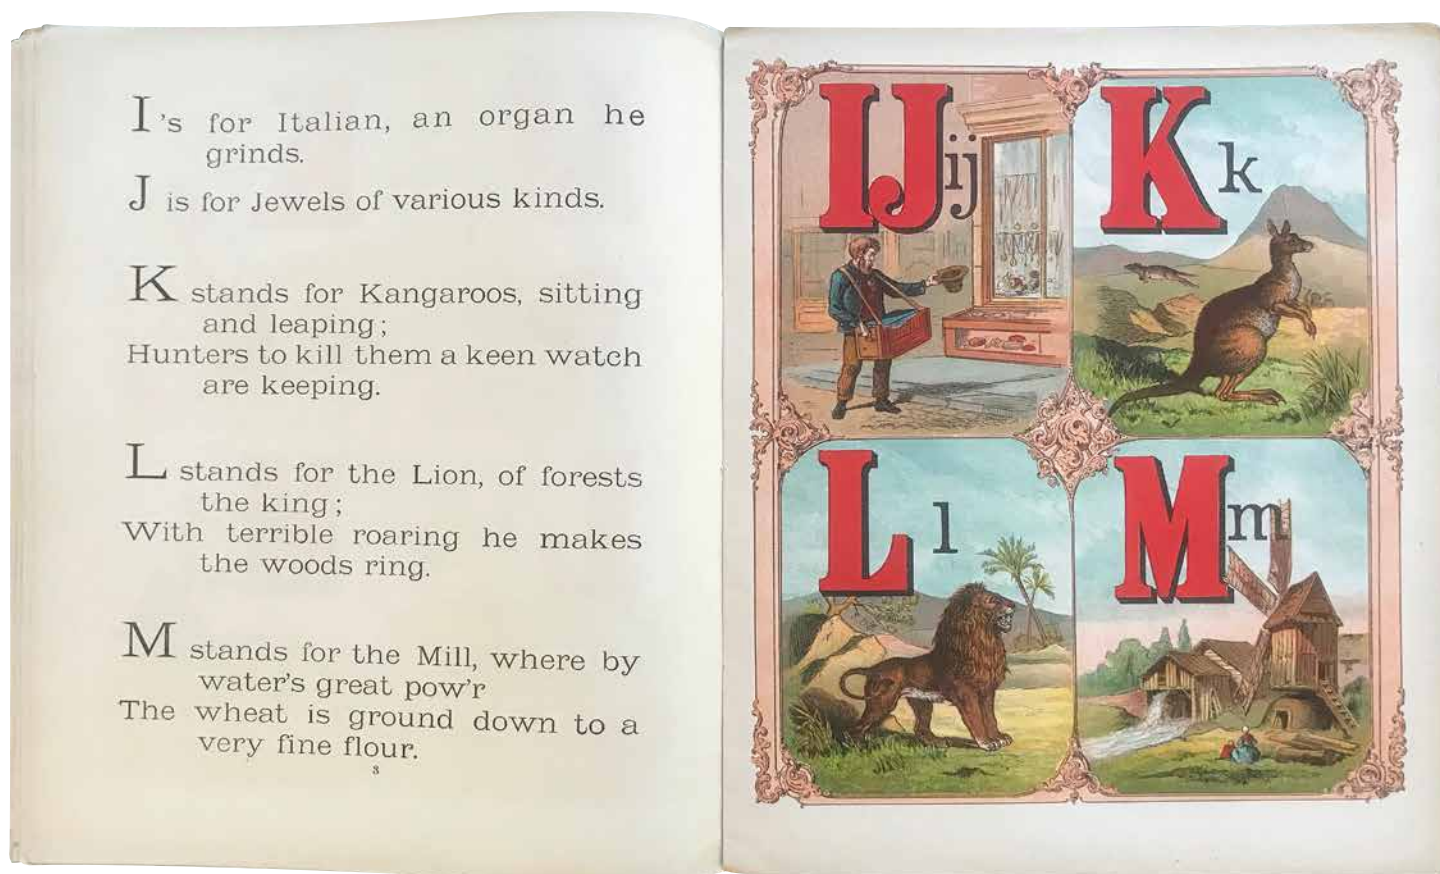 I's for Italian, an organ he
grinds.
J is for Jewels of various kinds.
K stands for Kangaroos, sitting
and leaping;
Hunters to kill them a keen watch
are keeping.
L stands for the Lion, of forests
the king;
With terrible roaring he makes
the woods ring.
M stands for the Mill, where by
water's great pow'r
The wheat is ground down to a
very fine flour.
3
IJ ij
K k
L l
M m